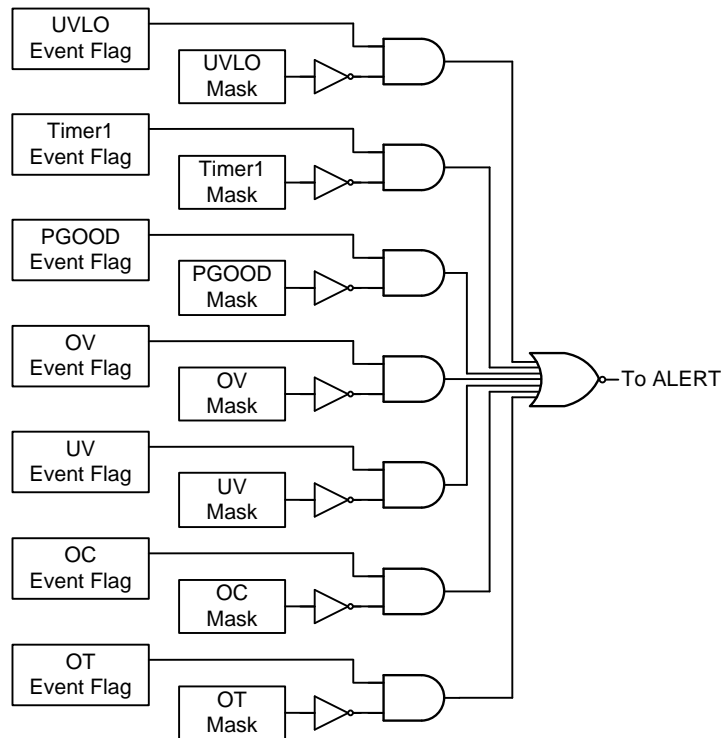 UVLO
Event Flag
UVLO
Mask
Timer1
Event Flag
Timer1
Mask
PGOOD
Event Flag
PGOOD
Mask
OV
Event Flag
OV
Mask
To ALERT
UV
Event Flag
UV
Mask
OC
Event Flag
OC
Mask
OT
Event Flag
OT
Mask